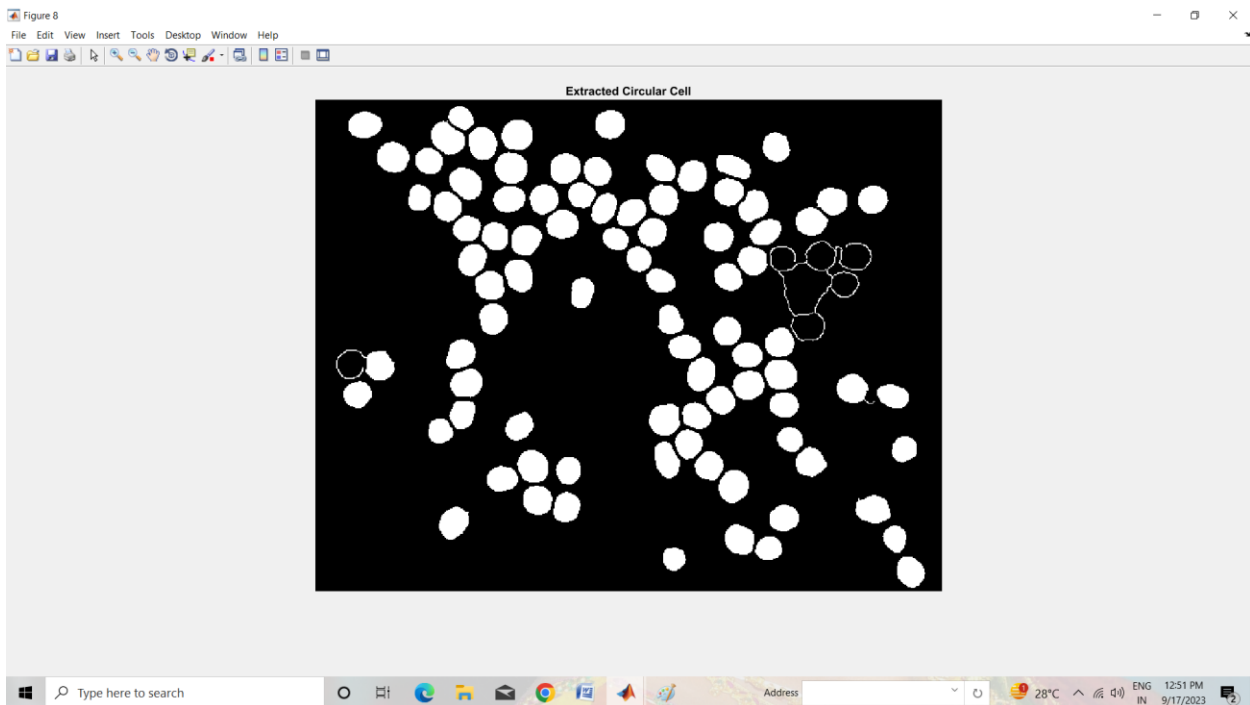 Figure 8
File Edit View Insert Tools Desktop Window Help
Extracted Circular Cell
Type here to search
Address
28°C
ENG
IN
12:51 PM
9/17/2023
2